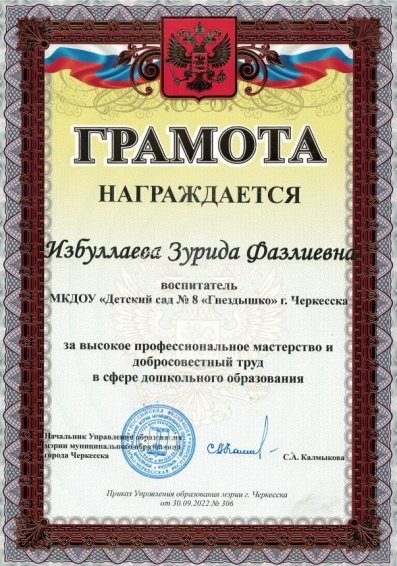 ГРАМОТА
НАГРАЖДАЕТСЯ
Избуллаева Зурида Фазлиевна
воспитатель
МКДОУ «Детский сад № 8 «Гнездышко» г. Черкесска
за высокое профессиональное мастерство и
добросовестный труд
в сфере дошкольного образования
Начальник Управления образования
мэрии муниципального образования
города Черкесска
С.А. Калмыкова
Приказ Управления образования мэрии г. Черкесска
от 30.09.2022 № 306